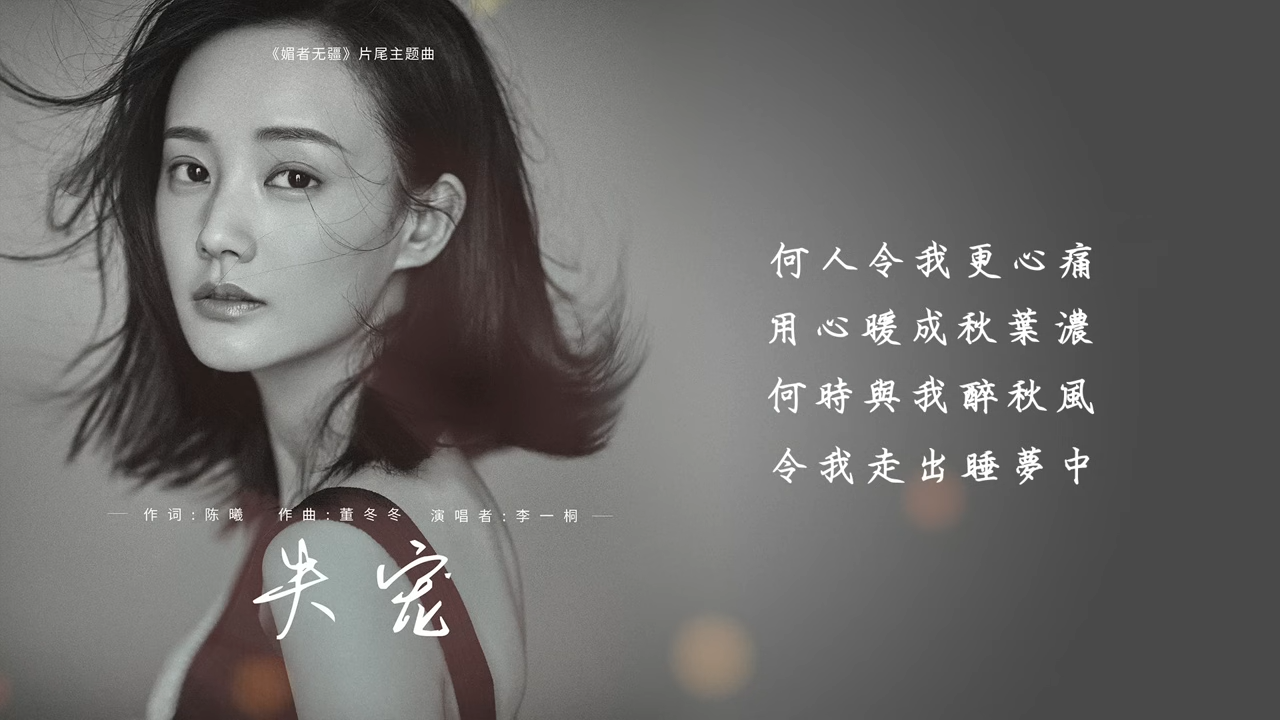 《媚者无疆》片尾主题曲
作词:陈曦 作曲:董冬冬 演唱者:李一桐
失宠
何人令我更心痛
用心暖成秋葉濃
何時與我醉秋風
令我走出睡夢中